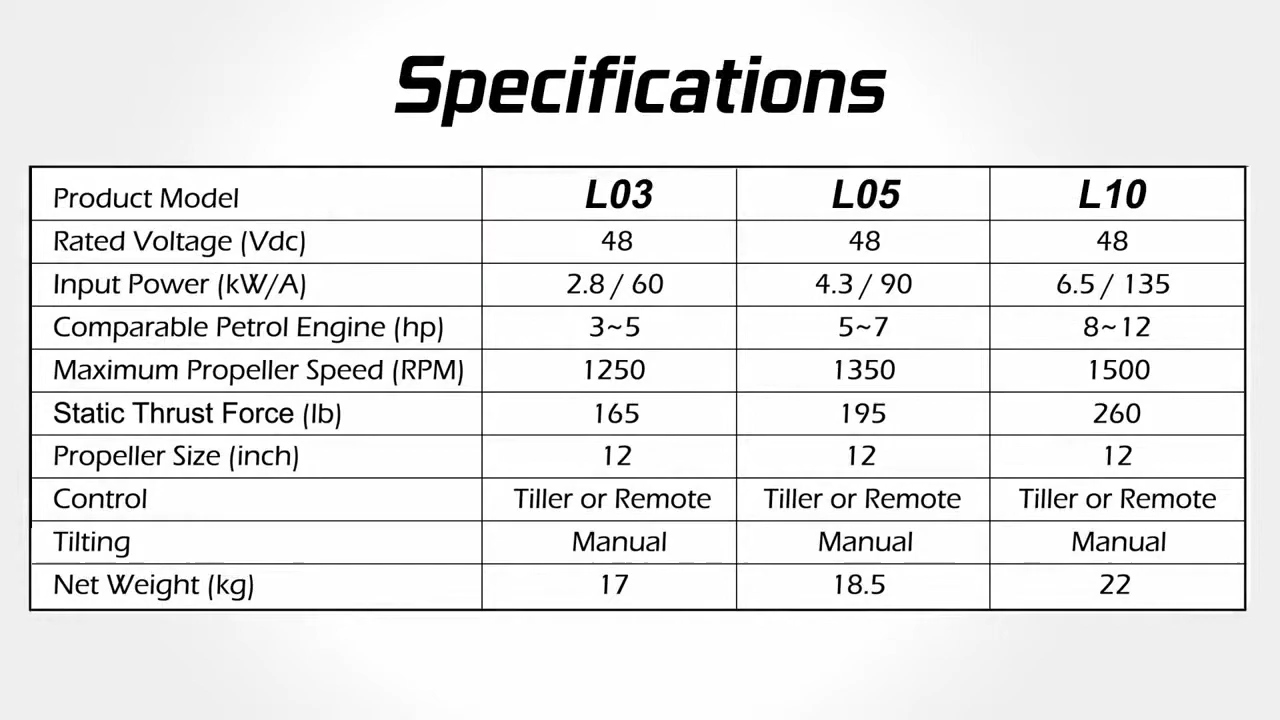 Specifications
Product Model L03 L05 L10
Rated Voltage (Vdc) 48 48 48
Input Power (kW/A) 2.8 / 60 4.3 / 90 6.5 / 135
Comparable Petrol Engine (hp) 3~5 5~7 8~12
Maximum Propeller Speed (RPM) 1250 1350 1500
Static Thrust Force (lb) 165 195 260
Propeller Size (inch) 12 12 12
Control Tiller or Remote Tiller or Remote Tiller or Remote
Tilting Manual Manual Manual
Net Weight (kg) 17 18.5 22